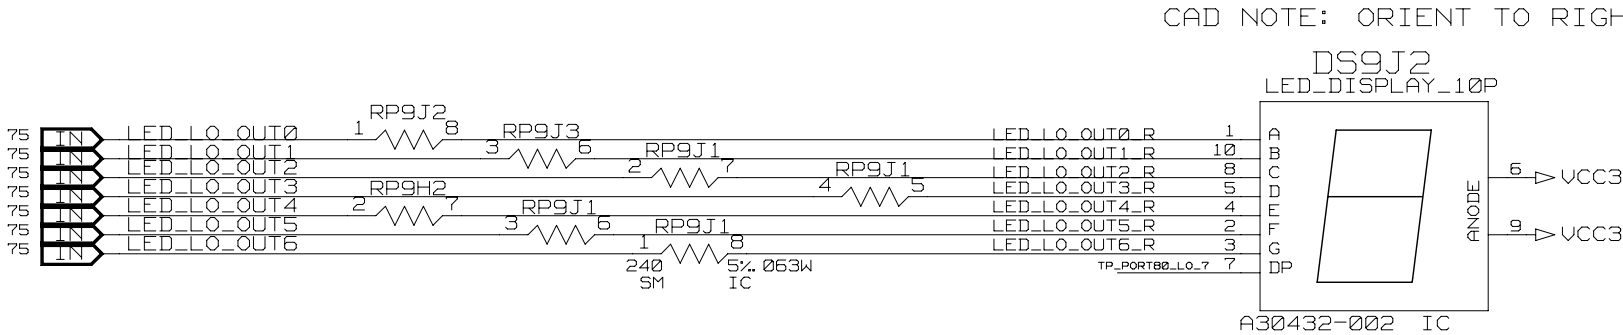 CAD NOTE: ORIENT TO RIGH
DS9J2
LED_DISPLAY_10P
RP9J2
75 IN LED_LO_OUT0 1 8 LED_LO_OUT0_R 1 A
RP9J3
75 IN LED_LO_OUT1 3 6 LED_LO_OUT1_R 10 B
RP9J1
75 IN LED_LO_OUT2 2 7 LED_LO_OUT2_R 8 C 6 VCC3
RP9J1
75 IN LED_LO_OUT3 4 5 LED_LO_OUT3_R 5 D
RP9H2
75 IN LED_LO_OUT4 2 7 LED_LO_OUT4_R 4 E
RP9J1
75 IN LED_LO_OUT5 3 6 LED_LO_OUT5_R 2 F 9 VCC3
RP9J1
75 IN LED_LO_OUT6 1 8 LED_LO_OUT6_R 3 G
ANODE
240 5%.063W TP_PORT80_LO_7 7 DP
SM IC
A30432-002 IC